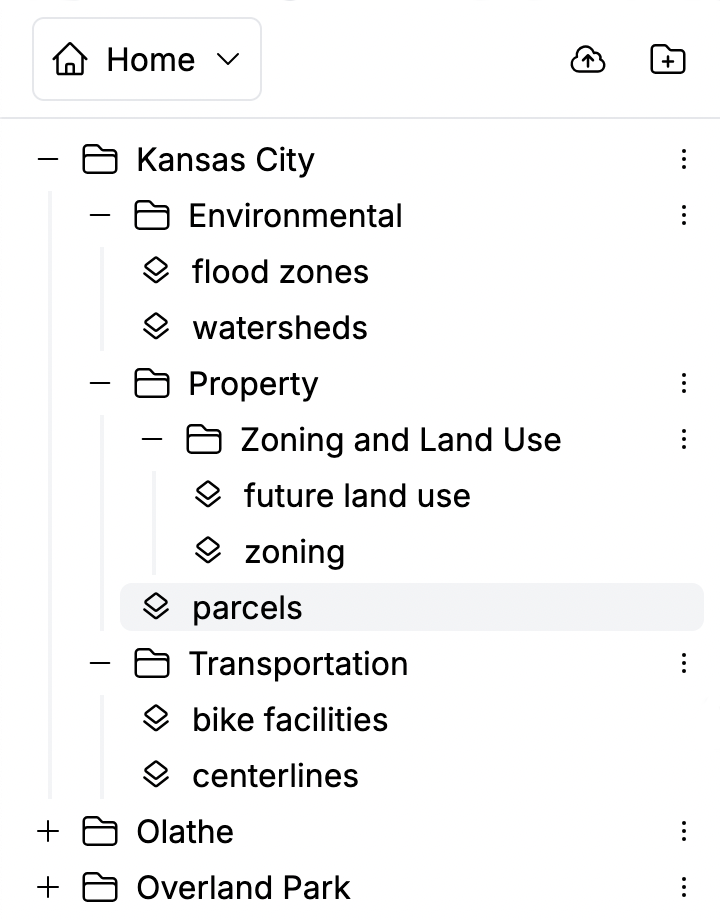 Home
Kansas City
Environmental
flood zones
watersheds
Property
Zoning and Land Use
future land use
zoning
parcels
Transportation
bike facilities
centerlines
Olathe
Overland Park